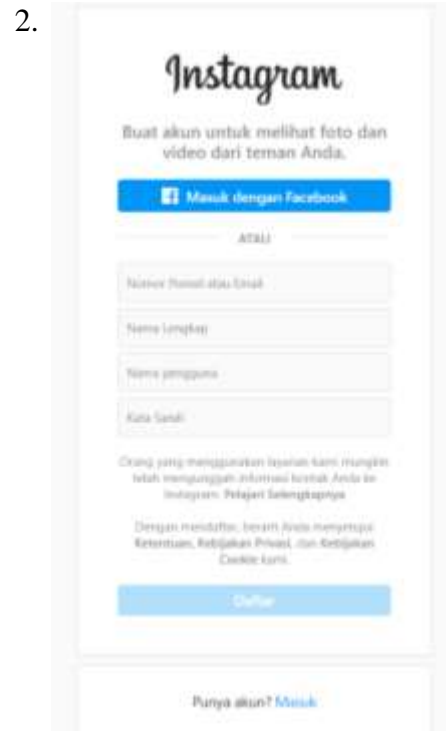 2.
Instagram
Buat akun untuk melihat foto dan
video dari teman Anda.
Masuk dengan Facebook
ATAU
Nomor Ponsel atau Email
Nama Lengkap
Nama pengguna
Kata Sandi
Orang yang menggunakan layanan kami mungkin
telah mengunggah informasi kontak Anda ke
Instagram. Pelajari Selengkapnya
Dengan mendaftar, berarti Anda menyetujui
Ketentuan, Kebijakan Privasi, dan Kebijakan
Cookie kami.
Daftar
Punya akun? Masuk